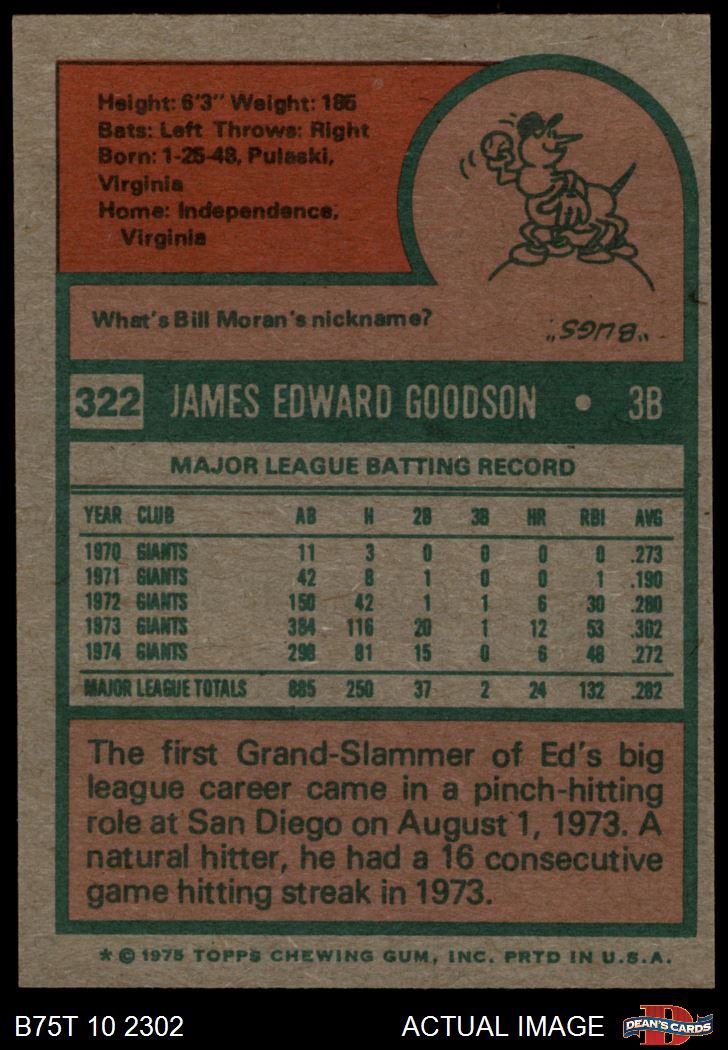 Height: 6'3" Weight: 185
Bats: Left Throws: Right
Born: 1-25-48, Pulaski,
Virginia
Home: Independence,
Virginia
What's Bill Moran's nickname?
"BUGS"
322 JAMES EDWARD GOODSON • 3B
MAJOR LEAGUE BATTING RECORD
YEAR CLUB AB H 2B 3B HR RBI AVG
1970 GIANTS 11 3 0 0 0 0 .273
1971 GIANTS 42 8 1 0 0 1 .190
1972 GIANTS 150 42 1 1 6 30 .280
1973 GIANTS 384 116 20 1 12 53 .302
1974 GIANTS 298 81 15 0 6 48 .272
MAJOR LEAGUE TOTALS 885 250 37 2 24 132 .282
The first Grand-Slammer of Ed's big
league career came in a pinch-hitting
role at San Diego on August 1, 1973. A
natural hitter, he had a 16 consecutive
game hitting streak in 1973.
* © 1975 TOPPS CHEWING GUM, INC. PRTD IN U.S.A.
B75T 10 2302 ACTUAL IMAGE D DEAN'S CARDS